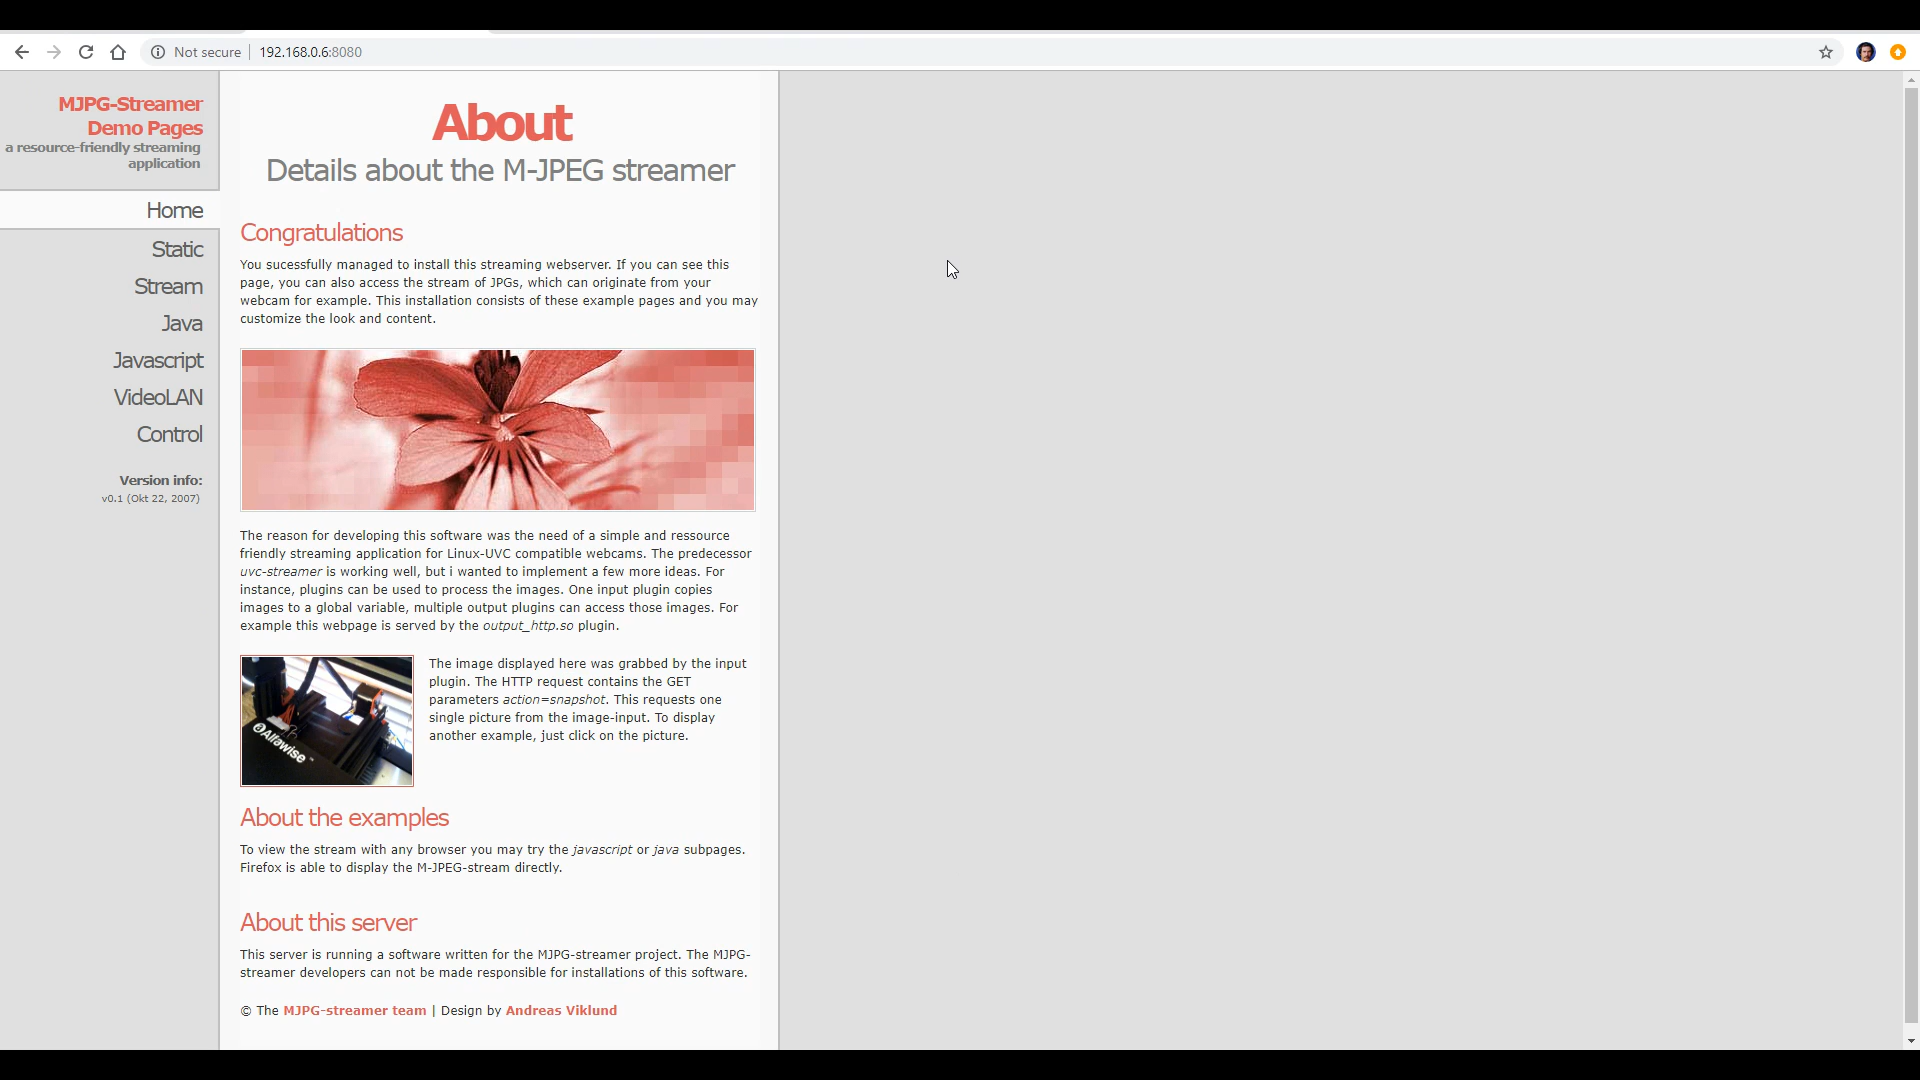 Not secure
192.168.0.6:8080
MJPG-Streamer
Demo Pages
a resource-friendly streaming
application
Home
Static
Stream
Java
Javascript
VideoLAN
Control
Version info:
v0.1 (Okt 22, 2007)
About
Details about the M-JPEG streamer
Congratulations
You sucessfully managed to install this streaming webserver. If you can see this
page, you can also access the stream of JPGs, which can originate from your
webcam for example. This installation consists of these example pages and you may
customize the look and content.
The reason for developing this software was the need of a simple and ressource
friendly streaming application for Linux-UVC compatible webcams. The predecessor
uvc-streamer is working well, but i wanted to implement a few more ideas. For
instance, plugins can be used to process the images. One input plugin copies
images to a global variable, multiple output plugins can access those images. For
example this webpage is served by the output_http.so plugin.
Alfawise
The image displayed here was grabbed by the input
plugin. The HTTP request contains the GET
parameters action=snapshot. This requests one
single picture from the image-input. To display
another example, just click on the picture.
About the examples
To view the stream with any browser you may try the javascript or java subpages.
Firefox is able to display the M-JPEG-stream directly.
About this server
This server is running a software written for the MJPG-streamer project. The MJPG-
streamer developers can not be made responsible for installations of this software.
© The MJPG-streamer team | Design by Andreas Viklund